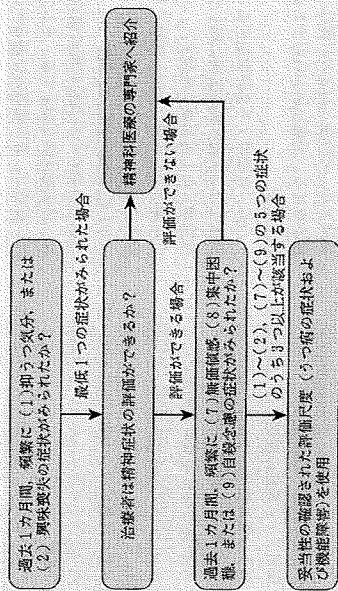 過去1カ月間，頻繁に（1）抑うつ気分，または
（2）興味喪失の症状がみられたか？
最低1つの症状がみられた場合
治療者は精神症状の評価ができるか？
評価ができない場合
精神科医療の専門家へ紹介
評価ができる場合
過去1カ月間，頻繁に（7）無価値感（8）集中困
難，または（9）自殺念慮の症状がみられたか？
（1）～（2），（7）～（9）の5つの症状
のうち3つ以上が該当する場合
妥当性の確認された評価尺度（うつ病の症状およ
び機能障害）を使用